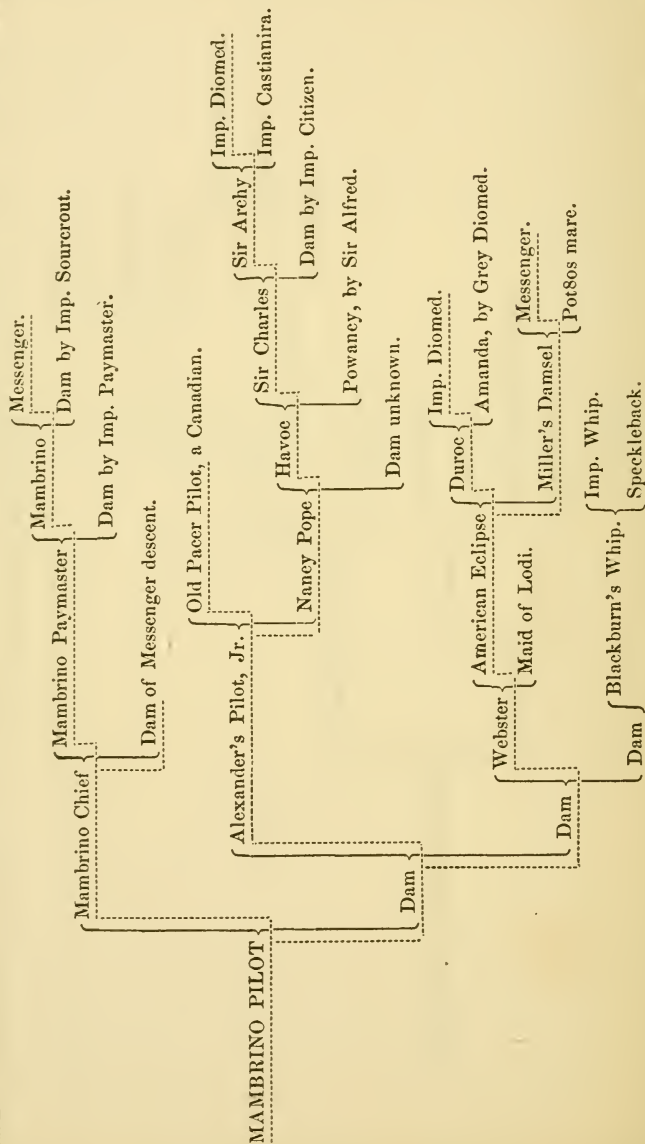 Messenger.
Mambrino
Dam by Imp. Sourcrout.
Mambrino Paymaster
Dam by Imp. Paymaster.
Mambrino Chief
Dam of Messenger descent.
Old Pacer Pilot, a Canadian.
Imp. Diomed.
Alexander's Pilot, Jr.
Sir Archy
MAMBRINO PILOT
Sir Charles
Imp. Castianira.
Havoc
Dam by Imp. Citizen.
Nancy Pope
Powancy, by Sir Alfred.
Dam unknown.
Dam
Imp. Diomed.
Duroc
American Eclipse
Amanda, by Grey Diomed.
Webster
Maid of Lodi.
Messenger.
Miller's Damsel
Dam
Pot8os mare.
Imp. Whip.
Blackburn's Whip.
Dam
Speckleback.